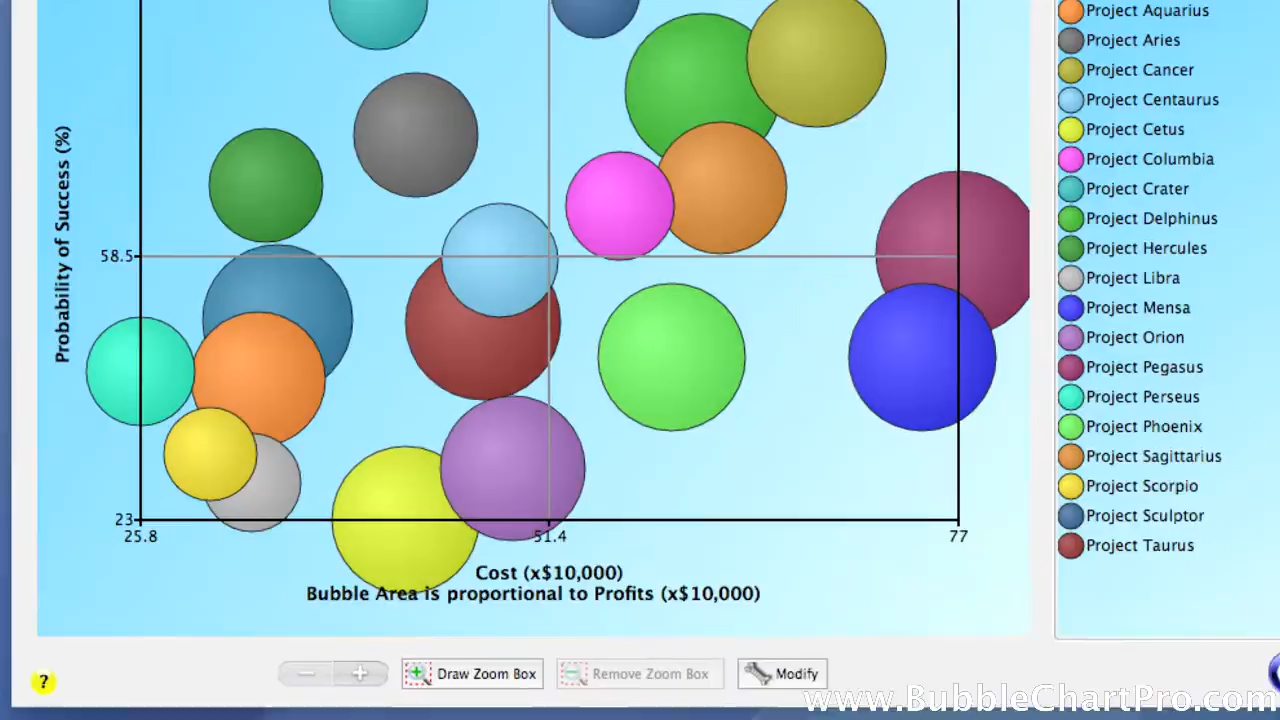 Project Aquarius
Project Aries
Project Cancer
Project Centaurus
Project Cetus
Project Columbia
Project Crater
Project Delphinus
Project Hercules
Project Libra
Project Mensa
Project Orion
Project Pegasus
Project Perseus
Project Phoenix
Project Sagittarius
Project Scorpio
Project Sculptor
Project Taurus
Probability of Success (%)
58.5
23
25.8
51.4
77
Cost (x$10,000)
Bubble Area is proportional to Profits (x$10,000)
?
− +
Draw Zoom Box
Remove Zoom Box
Modify
www.BubbleChartPro.com